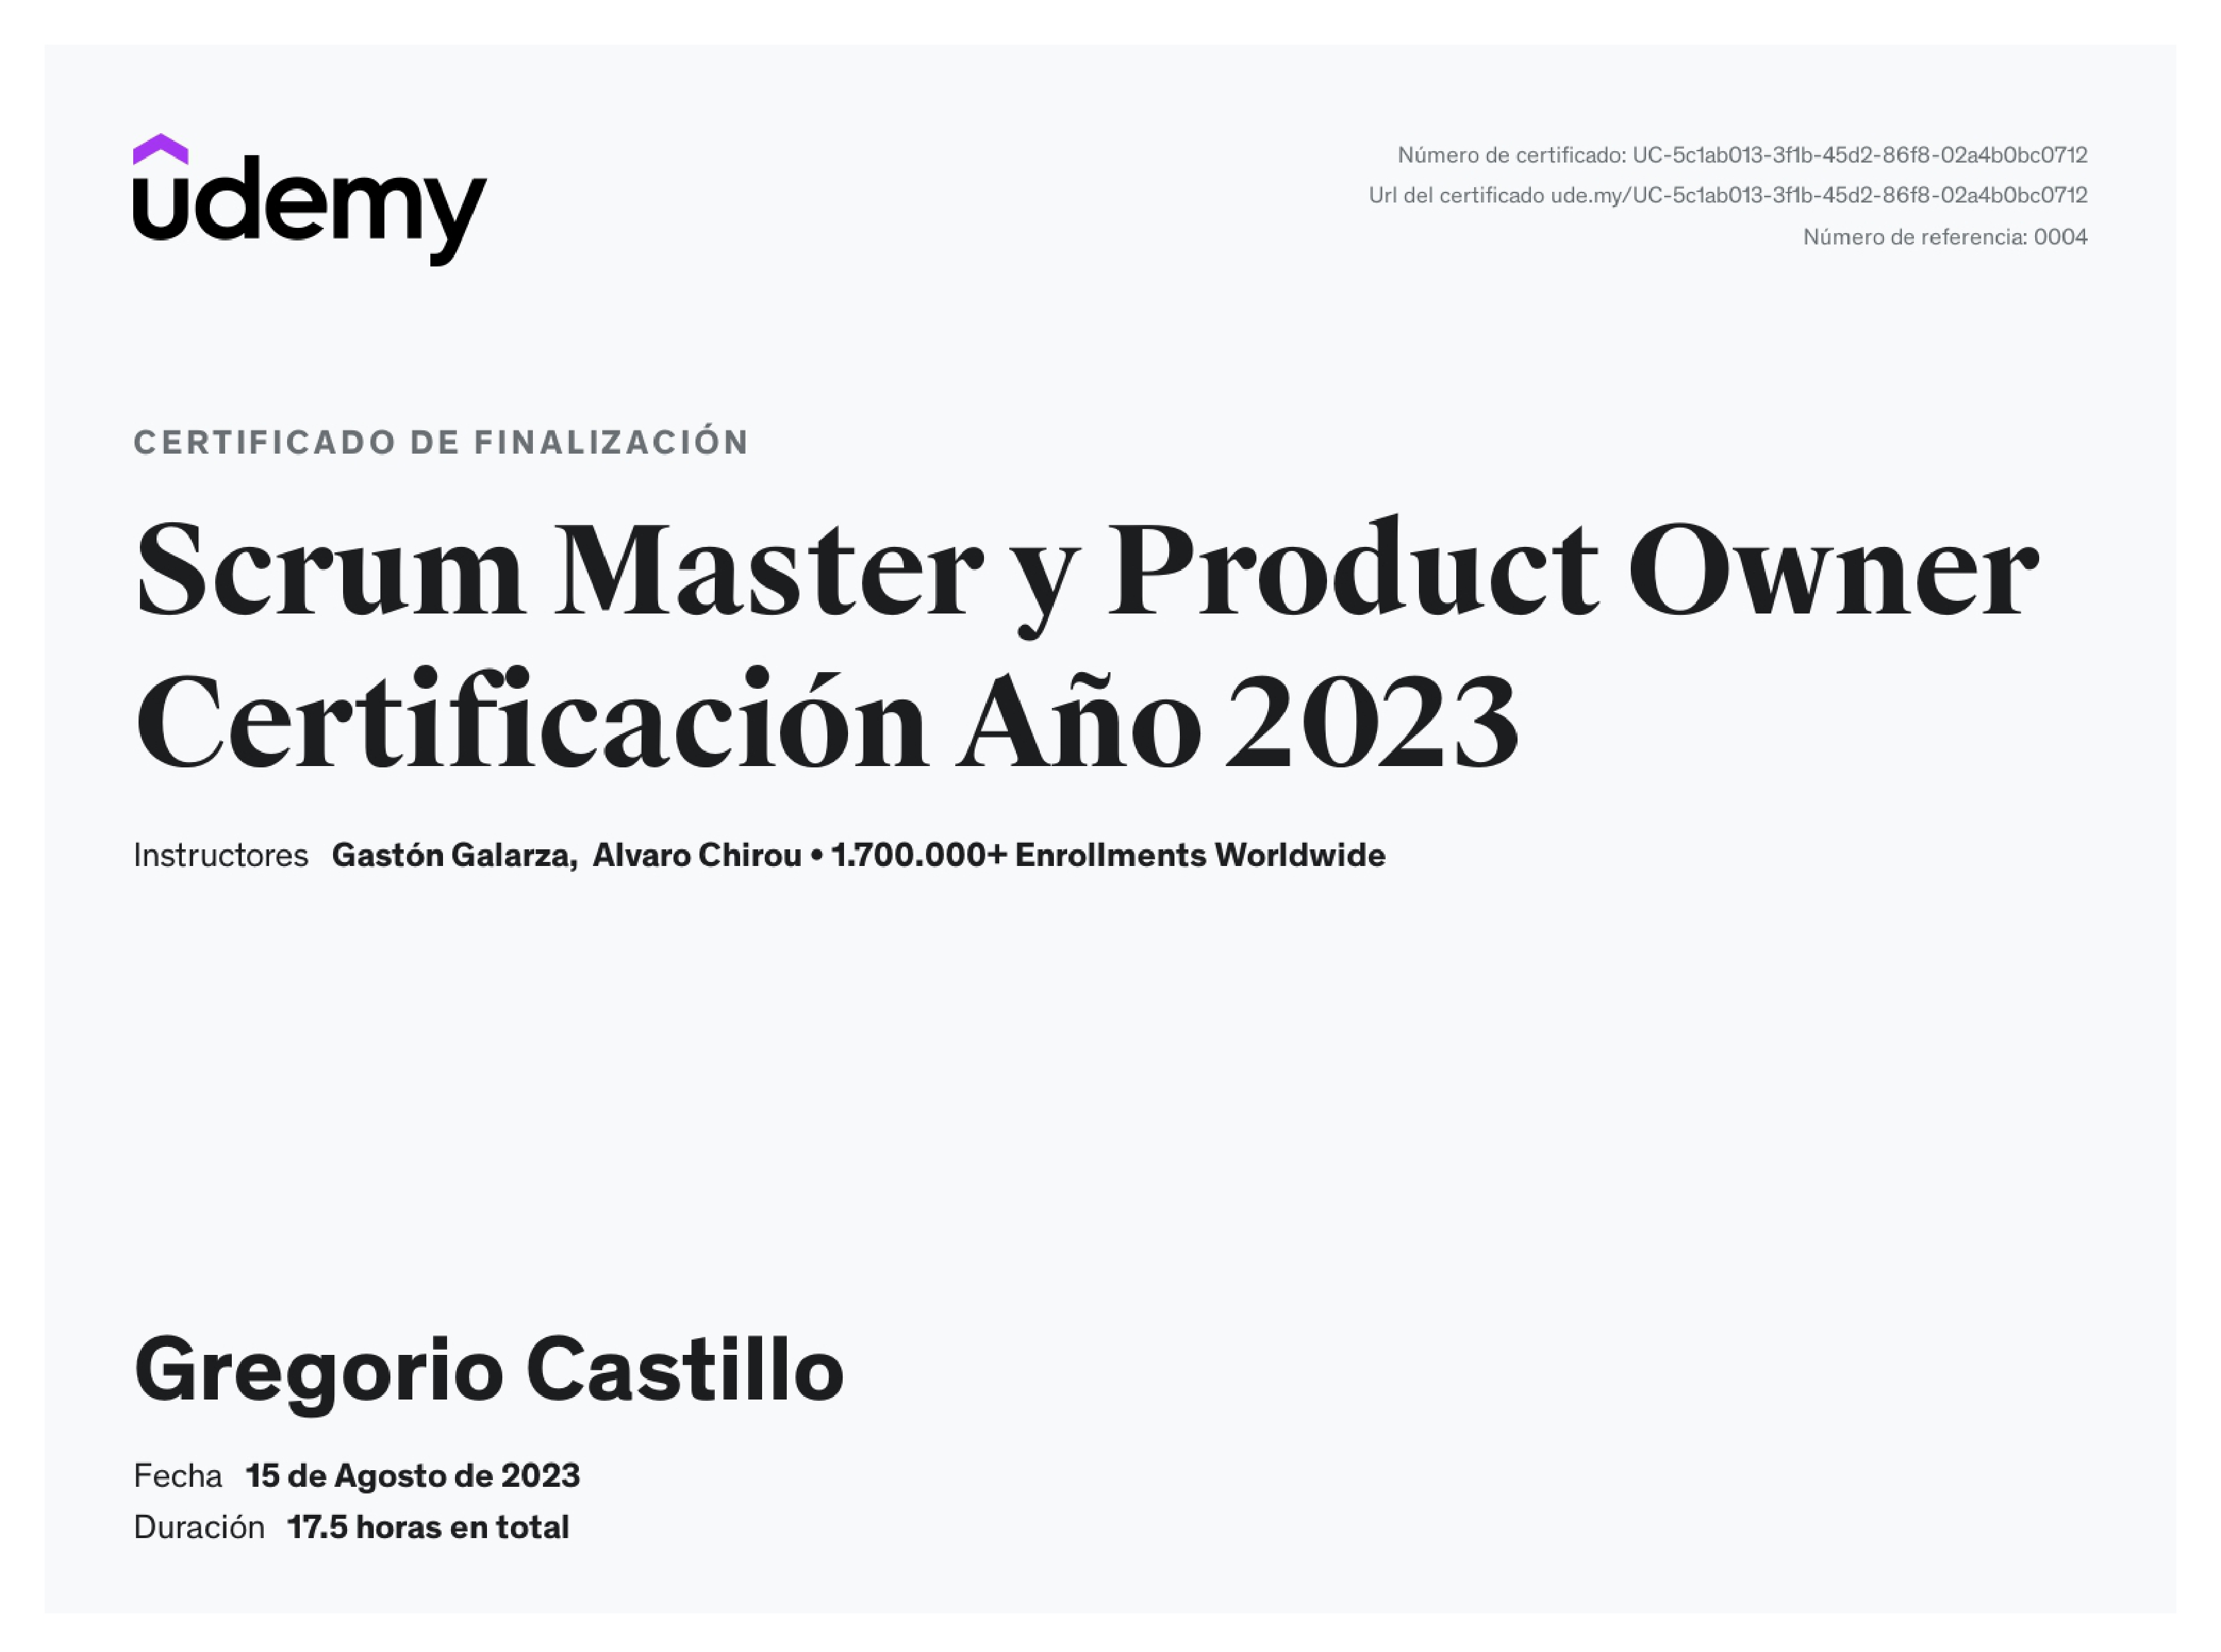 udemy
Número de certificado: UC-5c1ab013-3f1b-45d2-86f8-02a4b0bc0712
Url del certificado ude.my/UC-5c1ab013-3f1b-45d2-86f8-02a4b0bc0712
Número de referencia: 0004
CERTIFICADO DE FINALIZACIÓN
Scrum Master y Product Owner
Certificación Año 2023
Instructores Gastón Galarza, Alvaro Chirou • 1.700.000+ Enrollments Worldwide
Gregorio Castillo
Fecha 15 de Agosto de 2023
Duración 17.5 horas en total